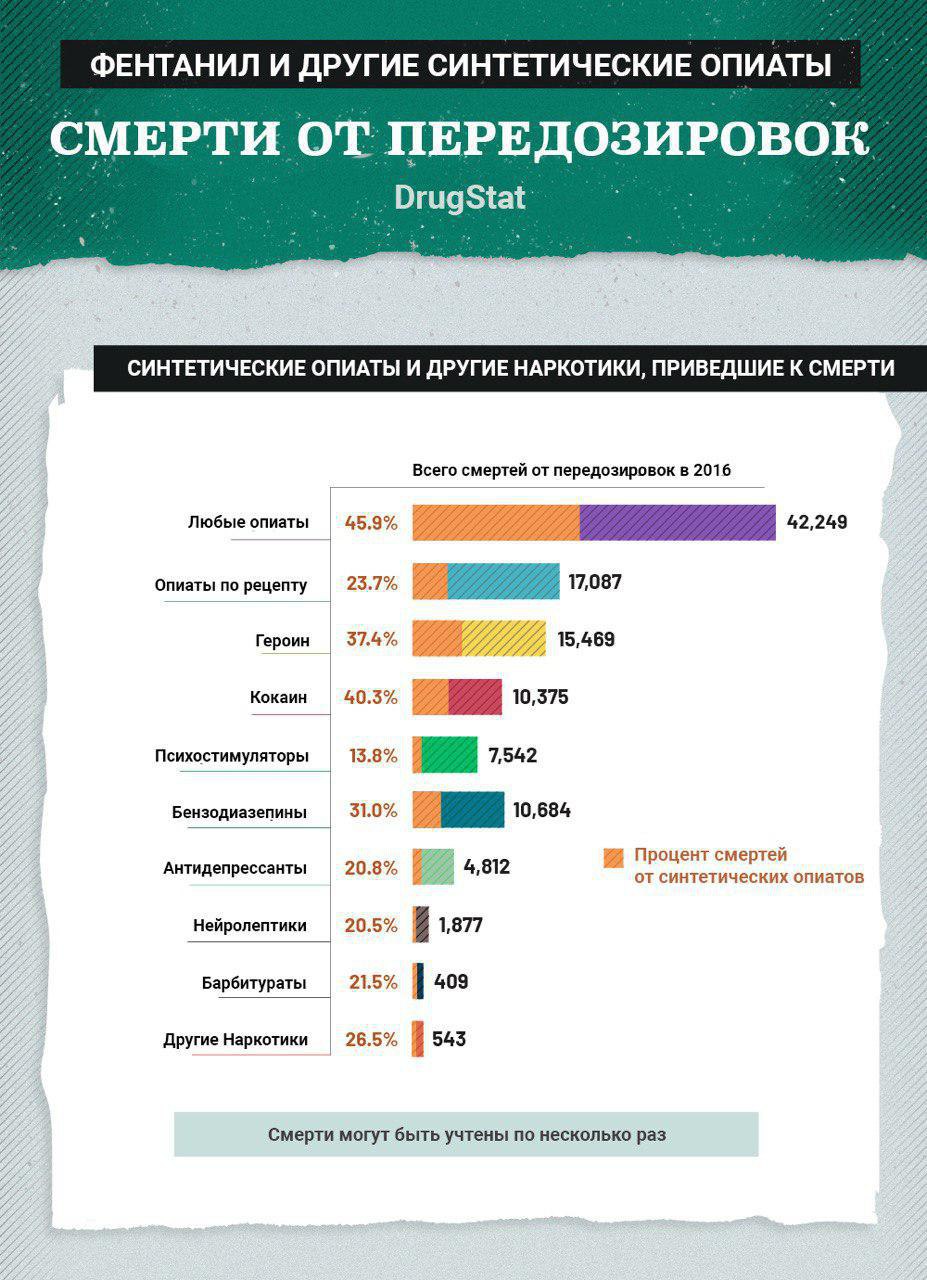 ФЕНТАНИЛ И ДРУГИЕ СИНТЕТИЧЕСКИЕ ОПИАТЫ
СМЕРТИ ОТ ПЕРЕДОЗИРОВОК
DrugStat
СИНТЕТИЧЕСКИЕ ОПИАТЫ И ДРУГИЕ НАРКОТИКИ, ПРИВЕДШИЕ К СМЕРТИ
Всего смертей от передозировок в 2016
Любые опиаты 45.9% 42,249
Опиаты по рецепту 23.7% 17,087
Героин 37.4% 15,469
Кокаин 40.3% 10,375
Психостимуляторы 13.8% 7,542
Бензодиазепины 31.0% 10,684
Антидепрессанты 20.8% 4,812
Процент смертей
от синтетических опиатов
Нейролептики 20.5% 1,877
Барбитураты 21.5% 409
Другие Наркотики 26.5% 543
Смерти могут быть учтены по несколько раз